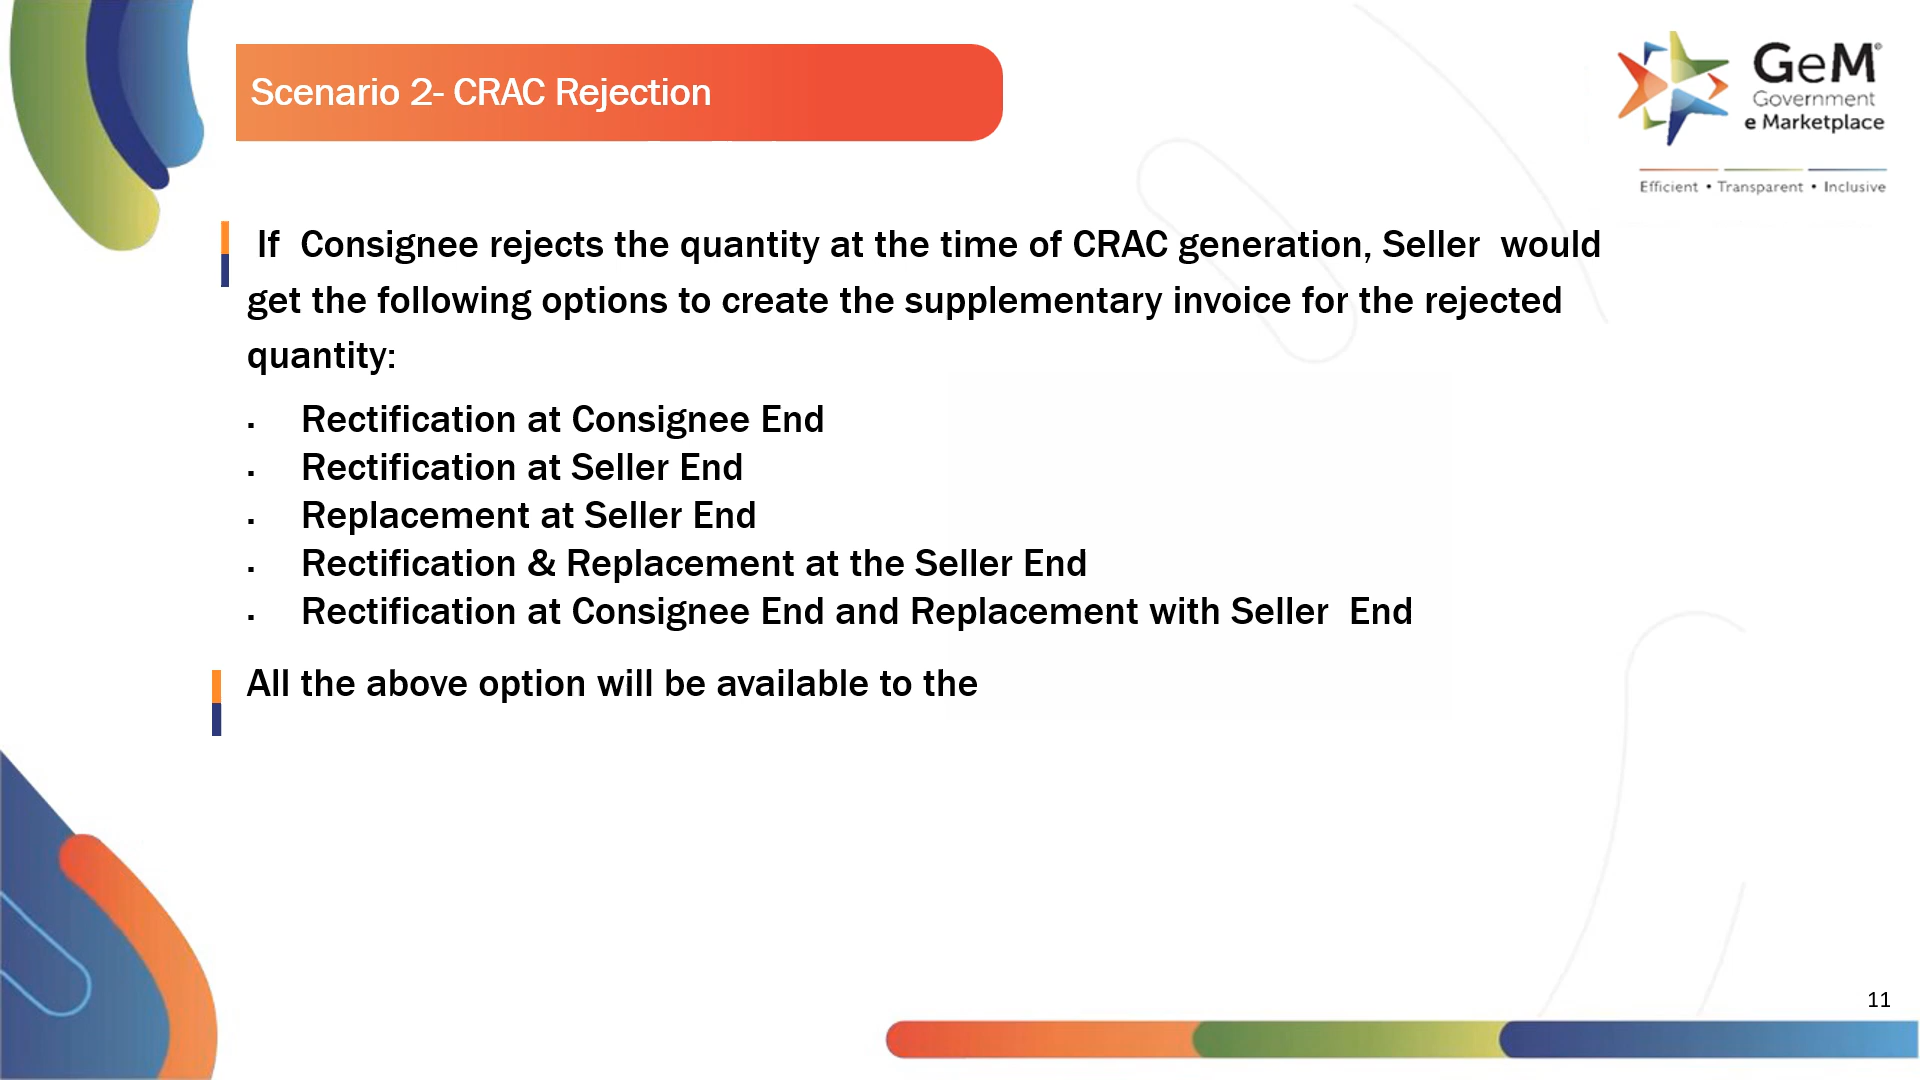 Scenario 2- CRAC Rejection
GeM
Government
e Marketplace
Efficient • Transparent • Inclusive
If Consignee rejects the quantity at the time of CRAC generation, Seller would
get the following options to create the supplementary invoice for the rejected
quantity:
▪ Rectification at Consignee End
▪ Rectification at Seller End
▪ Replacement at Seller End
▪ Rectification & Replacement at the Seller End
▪ Rectification at Consignee End and Replacement with Seller End
All the above option will be available to the
11